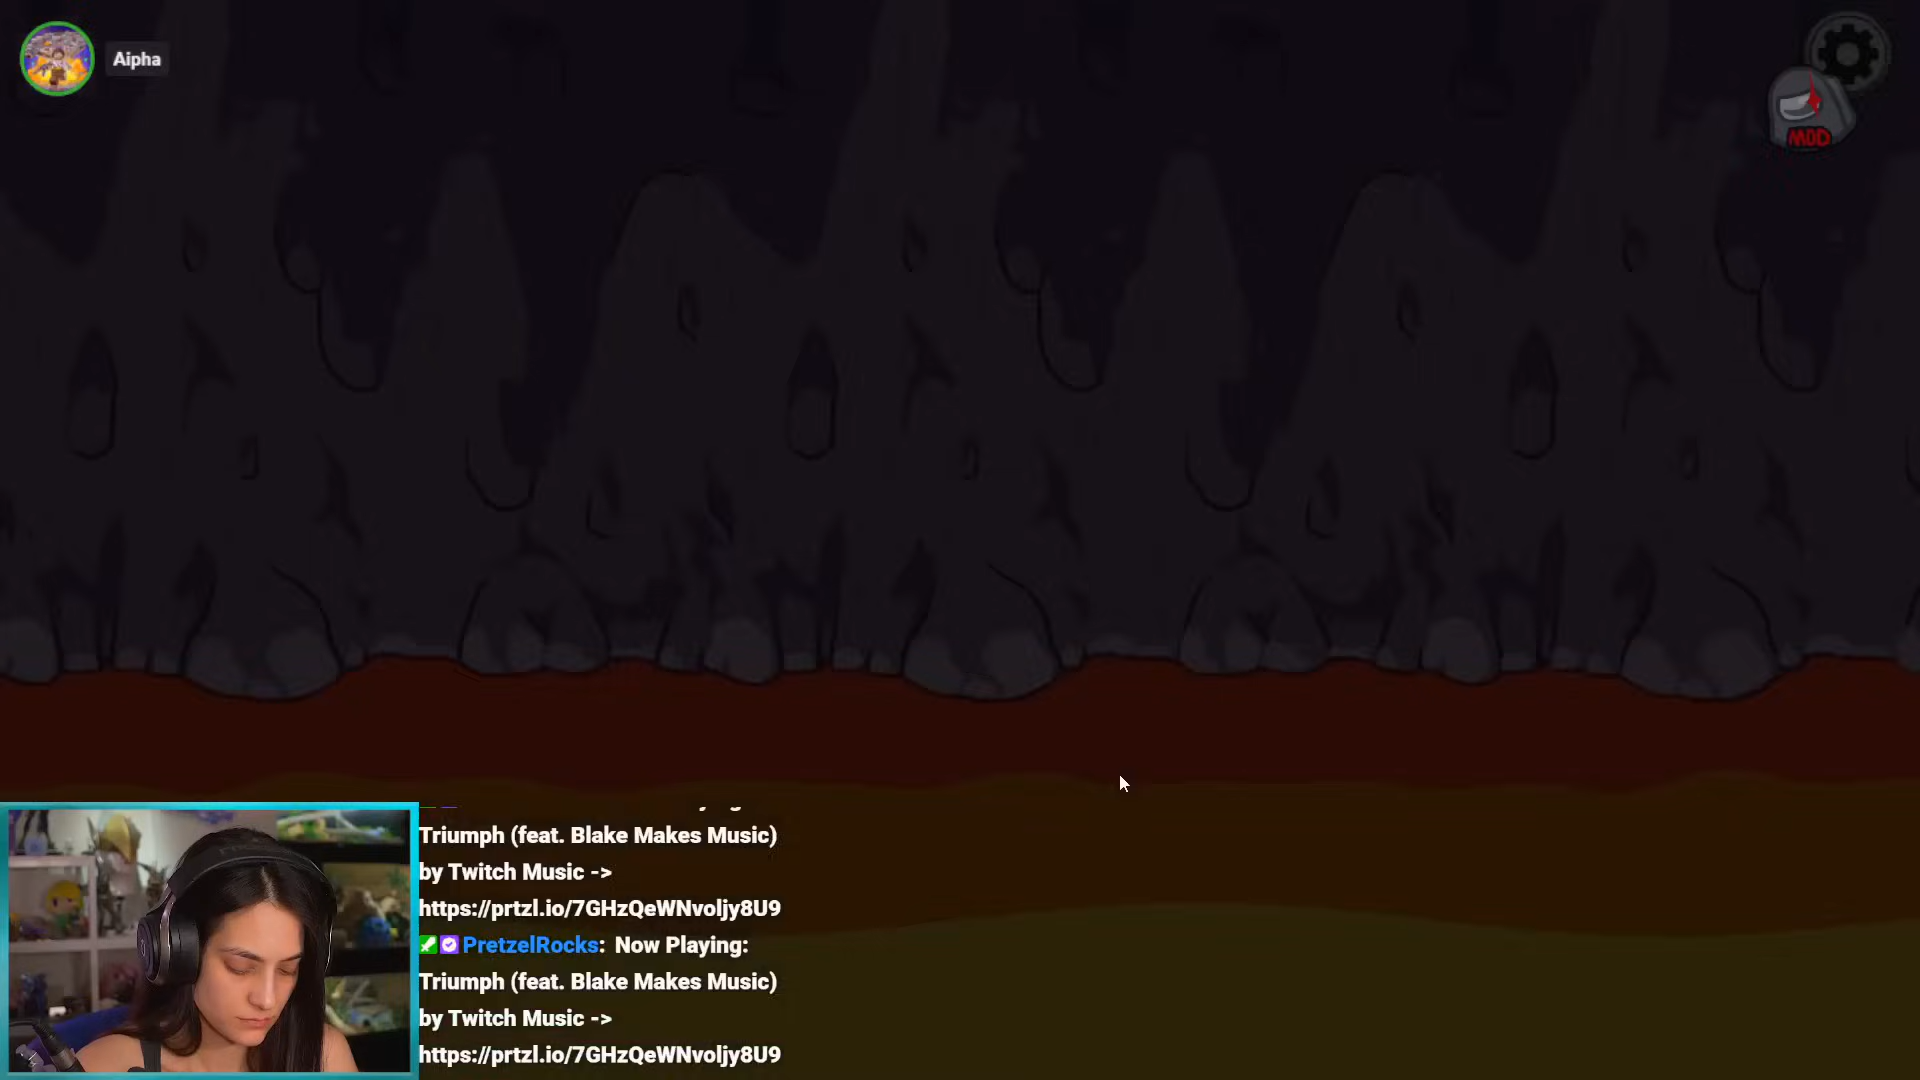 Aipha
MOD
Triumph (feat. Blake Makes Music)
by Twitch Music ->
https://prtzl.io/7GHzQeWNvoljy8U9
PretzelRocks: Now Playing:
Triumph (feat. Blake Makes Music)
by Twitch Music ->
https://prtzl.io/7GHzQeWNvoljy8U9